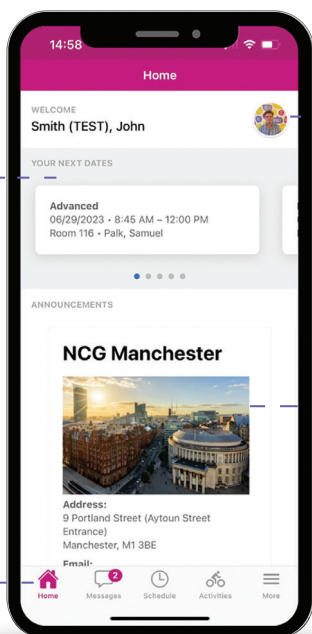 14:58
Home
WELCOME
Smith (TEST), John
YOUR NEXT DATES
Advanced
06/29/2023 • 8:45 AM – 12:00 PM
Room 116 • Palk, Samuel
ANNOUNCEMENTS
NCG Manchester
Address:
9 Portland Street (Aytoun Street
Entrance)
Manchester, M1 3BE
Email:
2
Home
Messages
Schedule
Activities
More